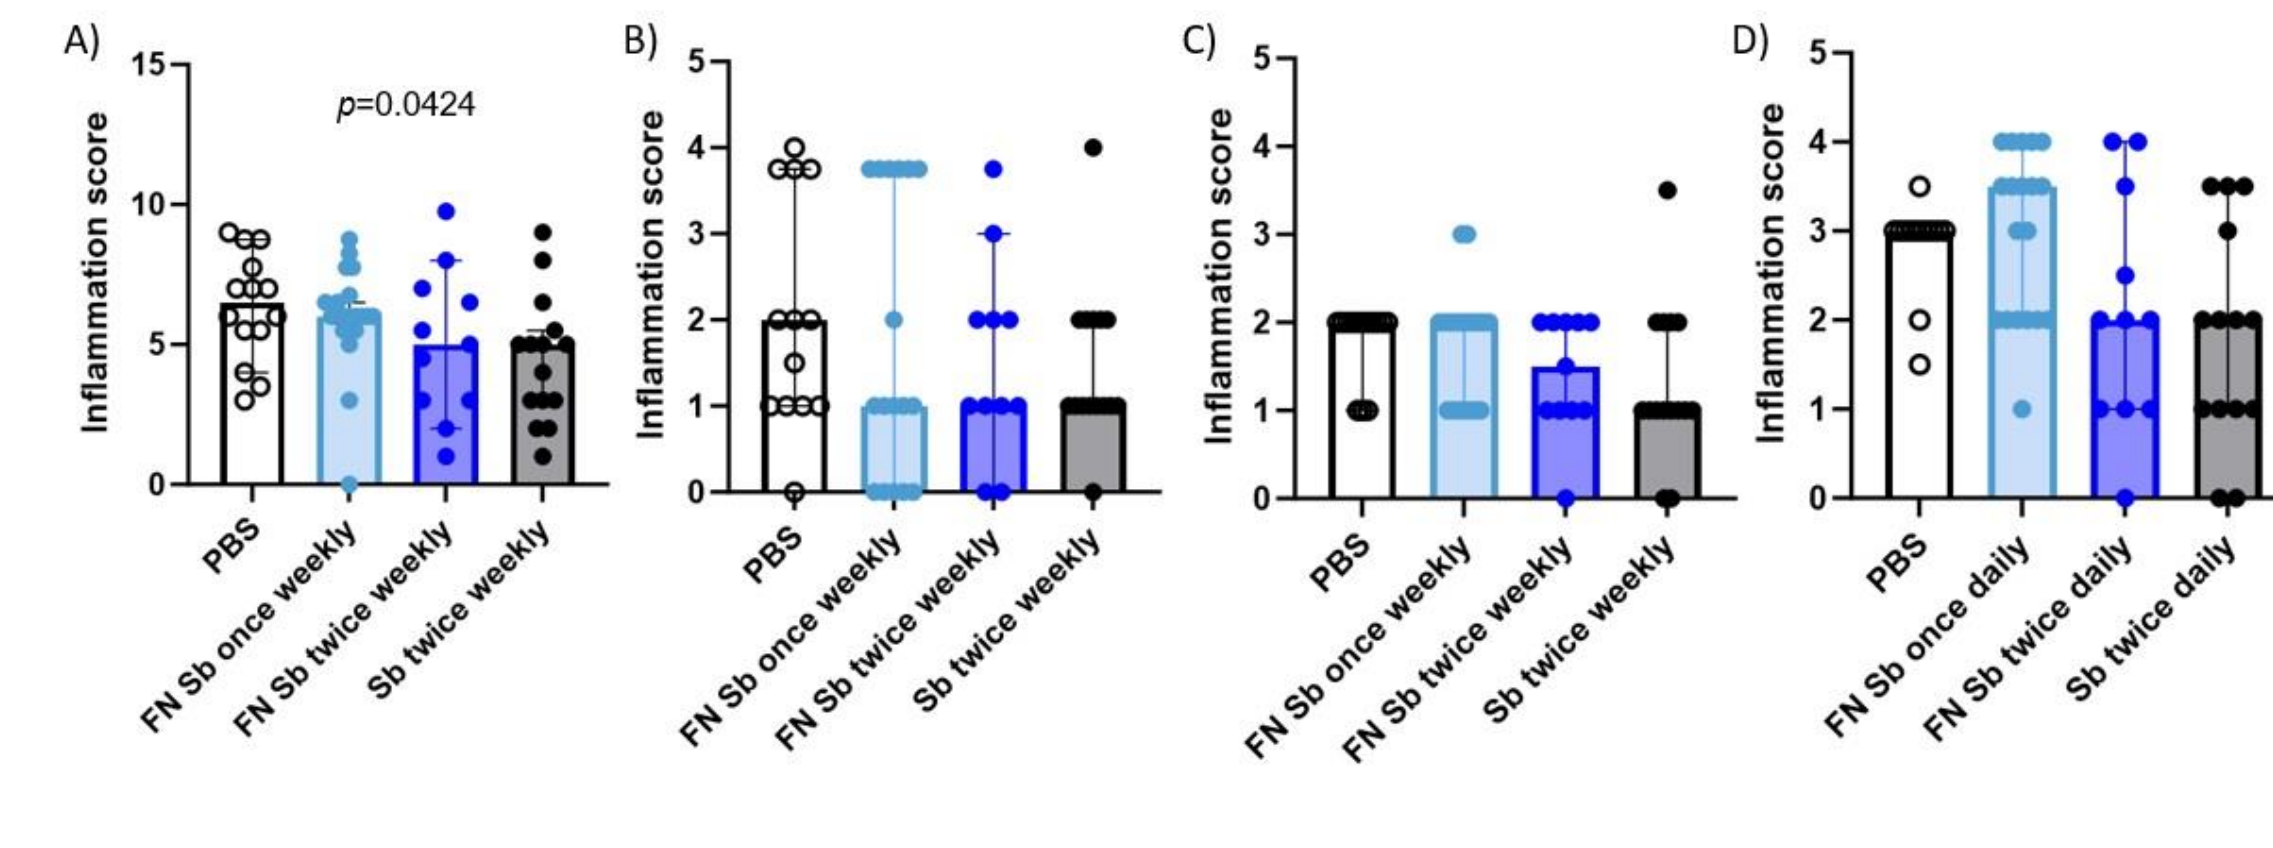 A)
Inflammation score
15
10
5
0
p=0.0424
PBS
FN Sb once weekly
FN Sb twice weekly
Sb twice weekly
B)
Inflammation score
5
4
3
2
1
0
PBS
FN Sb once weekly
FN Sb twice weekly
Sb twice weekly
C)
Inflammation score
5
4
3
2
1
0
PBS
FN Sb once weekly
FN Sb twice weekly
Sb twice weekly
D)
Inflammation score
5
4
3
2
1
0
PBS
FN Sb once daily
FN Sb twice daily
Sb twice daily